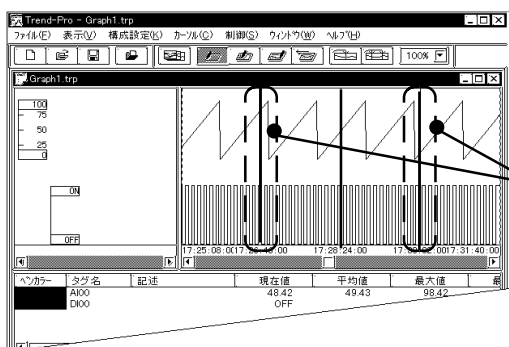 Trend-Pro - Graph1.trp
ファイル(F) 表示(V) 構成設定(K) カーソル(C) 制御(S) ウィンドウ(W) ヘルプ(H)
100%
Graph1.trp
100
75
50
25
0
ON
OFF
17:28:24:00
17:31:40:00
ペンカラー タグ名 記述 現在値 平均値 最大値
AI00 48.42 49.43 98.42
DI00 OFF